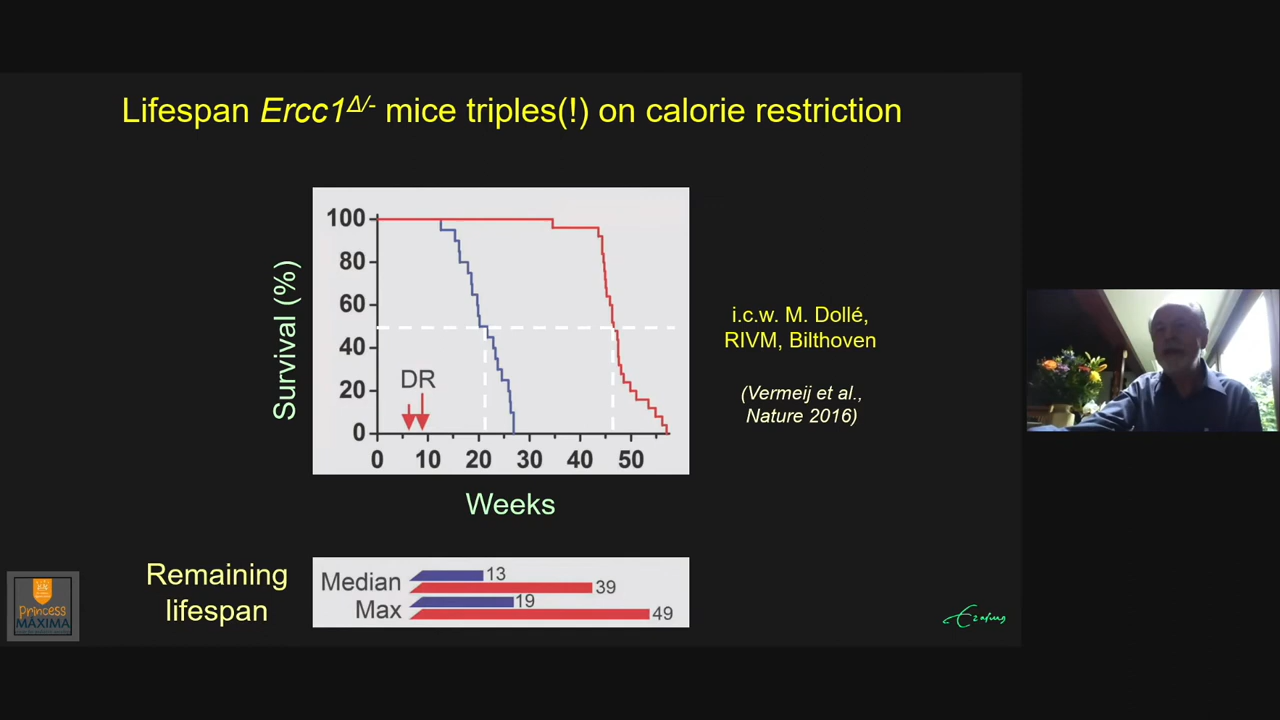 Lifespan Ercc1Δ/- mice triples(!) on calorie restriction
Survival (%)
100
80
60
40
20
0
DR
0 10 20 30 40 50
Weeks
i.c.w. M. Dollé,
RIVM, Bilthoven
(Vermeij et al.,
Nature 2016)
Remaining
lifespan
Median 13
39
Max 19
49
Princess
MÁXIMA
Erasmus